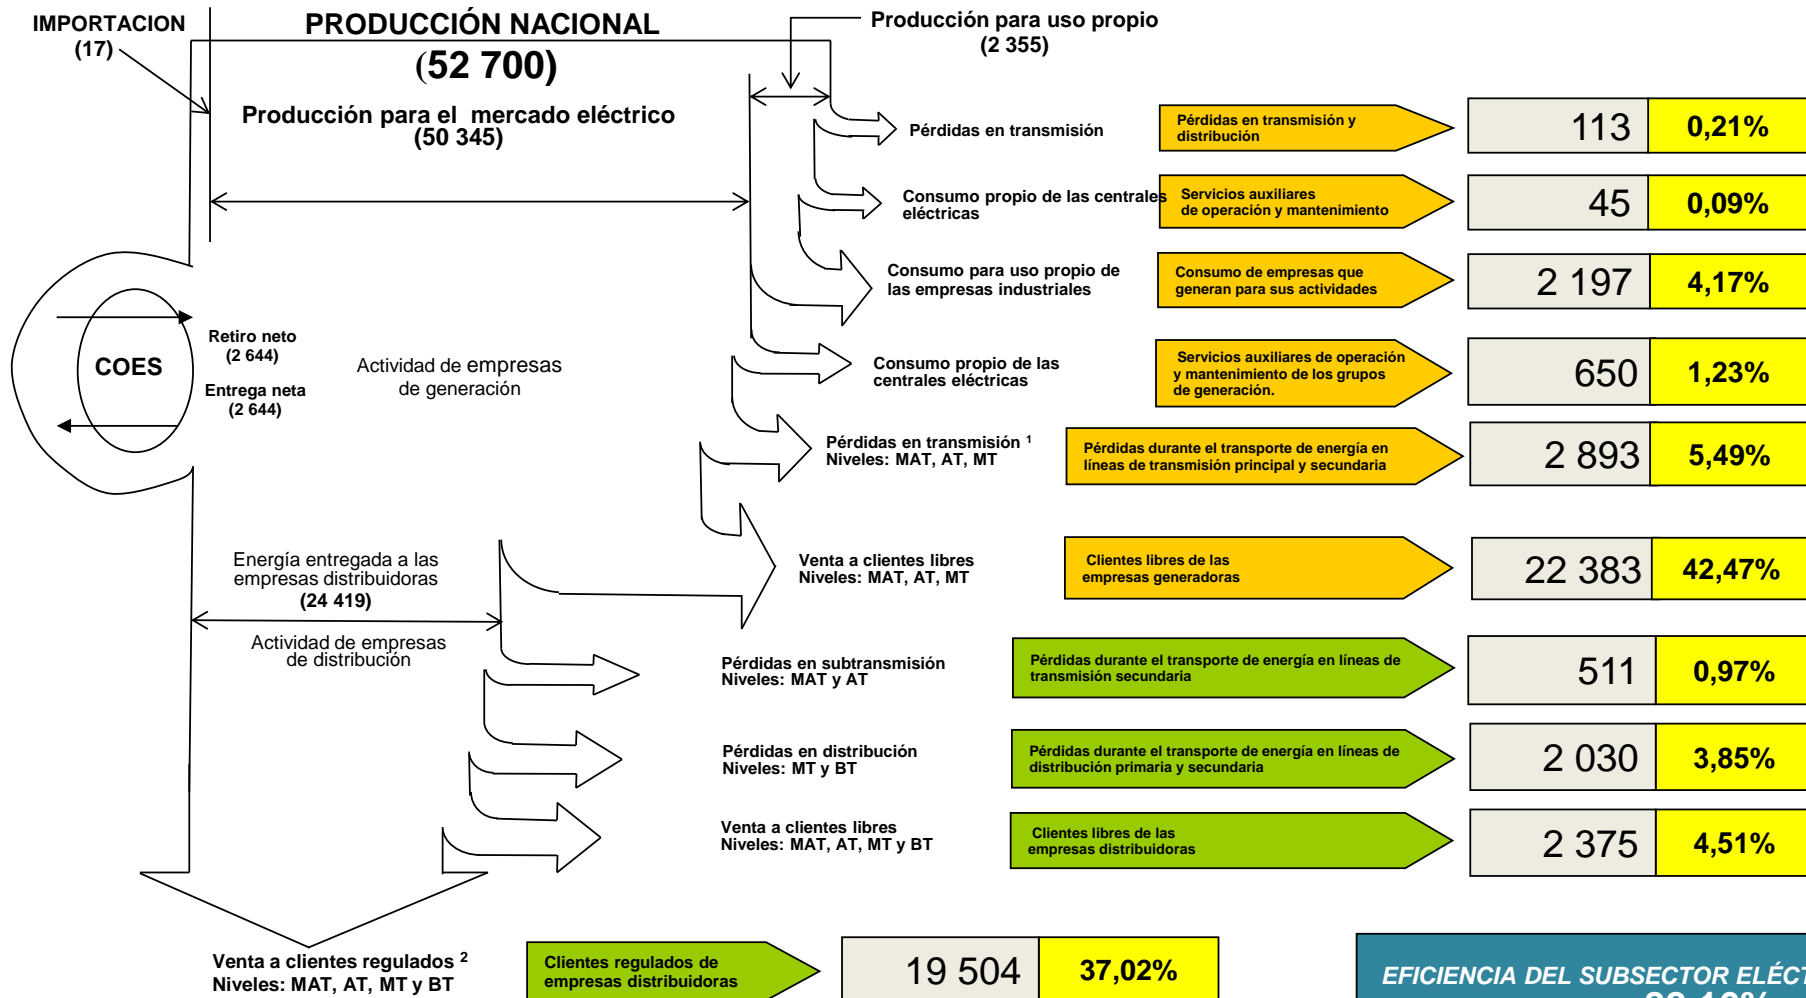 IMPORTACION
(17)
PRODUCCIÓN NACIONAL
(52 700)
Producción para uso propio
(2 355)
Producción para el mercado eléctrico
(50 345)
Pérdidas en transmisión
Pérdidas en transmisión y
distribución
113
0,21%
Consumo propio de las centrales
eléctricas
Servicios auxiliares
de operación y mantenimiento
45
0,09%
Consumo para uso propio de
las empresas industriales
Consumo de empresas que
generan para sus actividades
2 197
4,17%
COES
Retiro neto
(2 644)
Entrega neta
(2 644)
Actividad de empresas
de generación
Consumo propio de las
centrales eléctricas
Servicios auxiliares de operación
y mantenimiento de los grupos
de generación.
650
1,23%
Pérdidas en transmisión ¹
Niveles: MAT, AT, MT
Pérdidas durante el transporte de energía en
líneas de transmisión principal y secundaria
2 893
5,49%
Energía entregada a las
empresas distribuidoras
(24 419)
Actividad de empresas
de distribución
Venta a clientes libres
Niveles: MAT, AT, MT
Clientes libres de las
empresas generadoras
22 383
42,47%
Pérdidas en subtransmisión
Niveles: MAT y AT
Pérdidas durante el transporte de energía en líneas de
transmisión secundaria
511
0,97%
Pérdidas en distribución
Niveles: MT y BT
Pérdidas durante el transporte de energía en líneas de
distribución primaria y secundaria
2 030
3,85%
Venta a clientes libres
Niveles: MAT, AT, MT y BT
Clientes libres de las
empresas distribuidoras
2 375
4,51%
Venta a clientes regulados ²
Niveles: MAT, AT, MT y BT
Clientes regulados de
empresas distribuidoras
19 504
37,02%
EFICIENCIA DEL SUBSECTOR ELÉCT